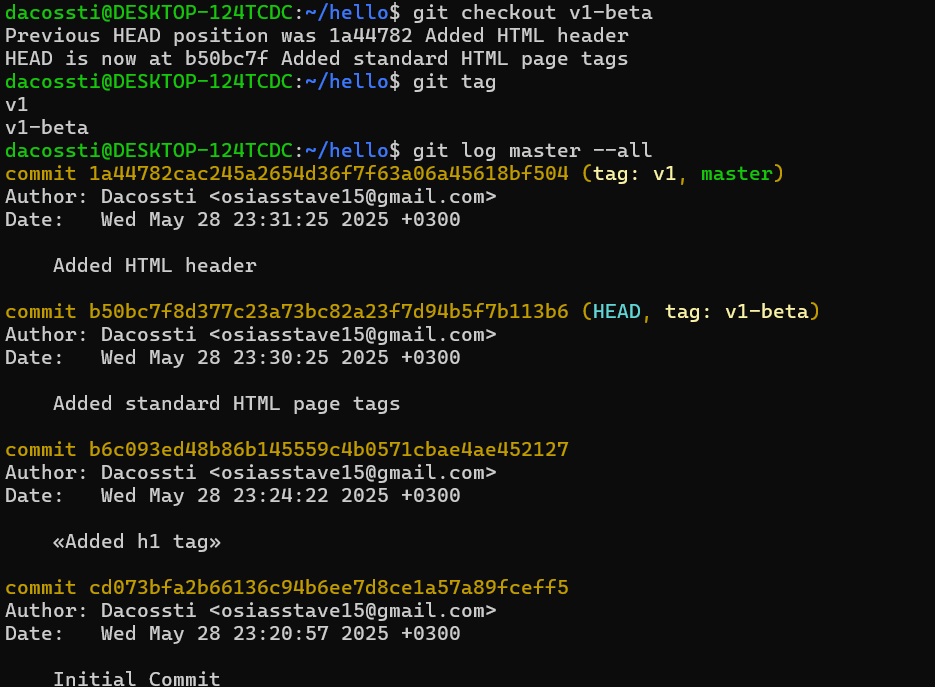 dacossti@DESKTOP-124TCDC:~/hello$ git checkout v1-beta
Previous HEAD position was 1a44782 Added HTML header
HEAD is now at b50bc7f Added standard HTML page tags
dacossti@DESKTOP-124TCDC:~/hello$ git tag
v1
v1-beta
dacossti@DESKTOP-124TCDC:~/hello$ git log master --all
commit 1a44782cac245a2654d36f7f63a06a45618bf504 (tag: v1, master)
Author: Dacossti <osiasstave15@gmail.com>
Date:   Wed May 28 23:31:25 2025 +0300
    Added HTML header
commit b50bc7f8d377c23a73bc82a23f7d94b5f7b113b6 (HEAD, tag: v1-beta)
Author: Dacossti <osiasstave15@gmail.com>
Date:   Wed May 28 23:30:25 2025 +0300
    Added standard HTML page tags
commit b6c093ed48b86b145559c4b0571cbae4ae452127
Author: Dacossti <osiasstave15@gmail.com>
Date:   Wed May 28 23:24:22 2025 +0300
    «Added h1 tag»
commit cd073bfa2b66136c94b6ee7d8ce1a57a89fceff5
Author: Dacossti <osiasstave15@gmail.com>
Date:   Wed May 28 23:20:57 2025 +0300
    Initial Commit